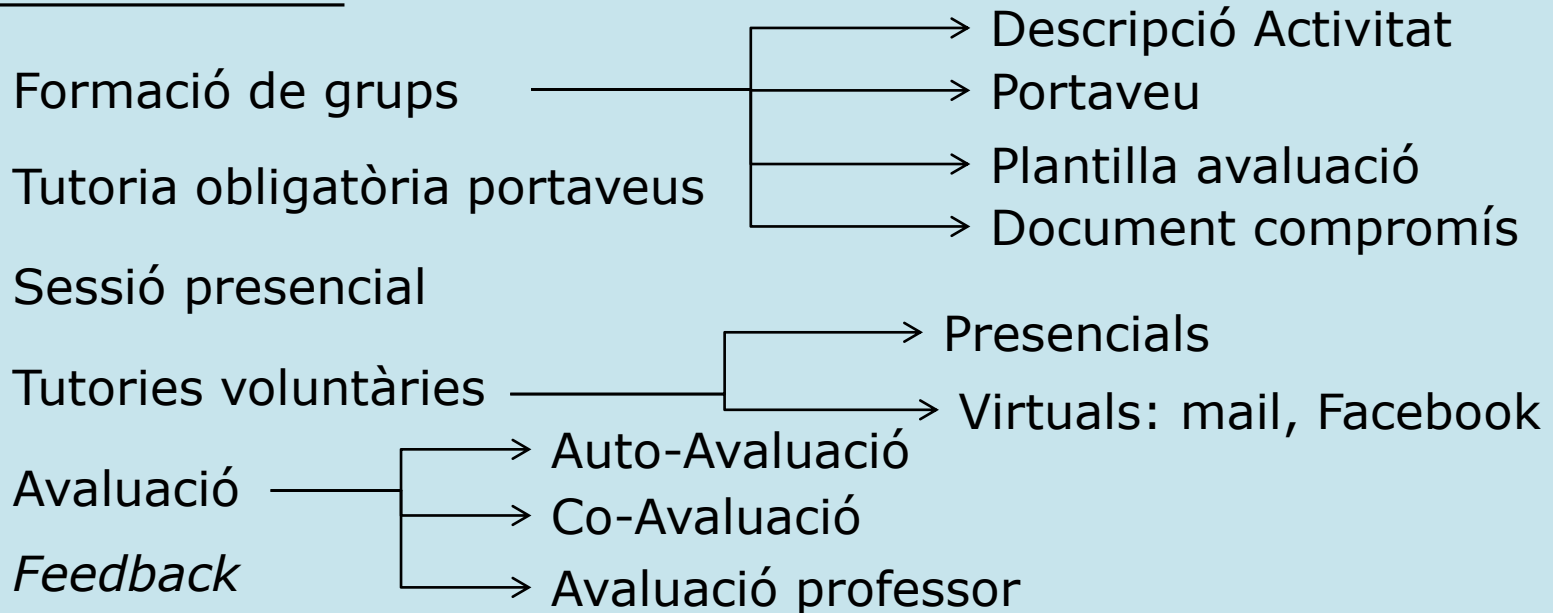 Formació de grups
Descripció Activitat
Portaveu
Plantilla avaluació
Document compromís
Tutoria obligatòria portaveus
Sessió presencial
Tutories voluntàries
Presencials
Virtuals: mail, Facebook
Avaluació
Auto-Avaluació
Co-Avaluació
Avaluació professor
Feedback